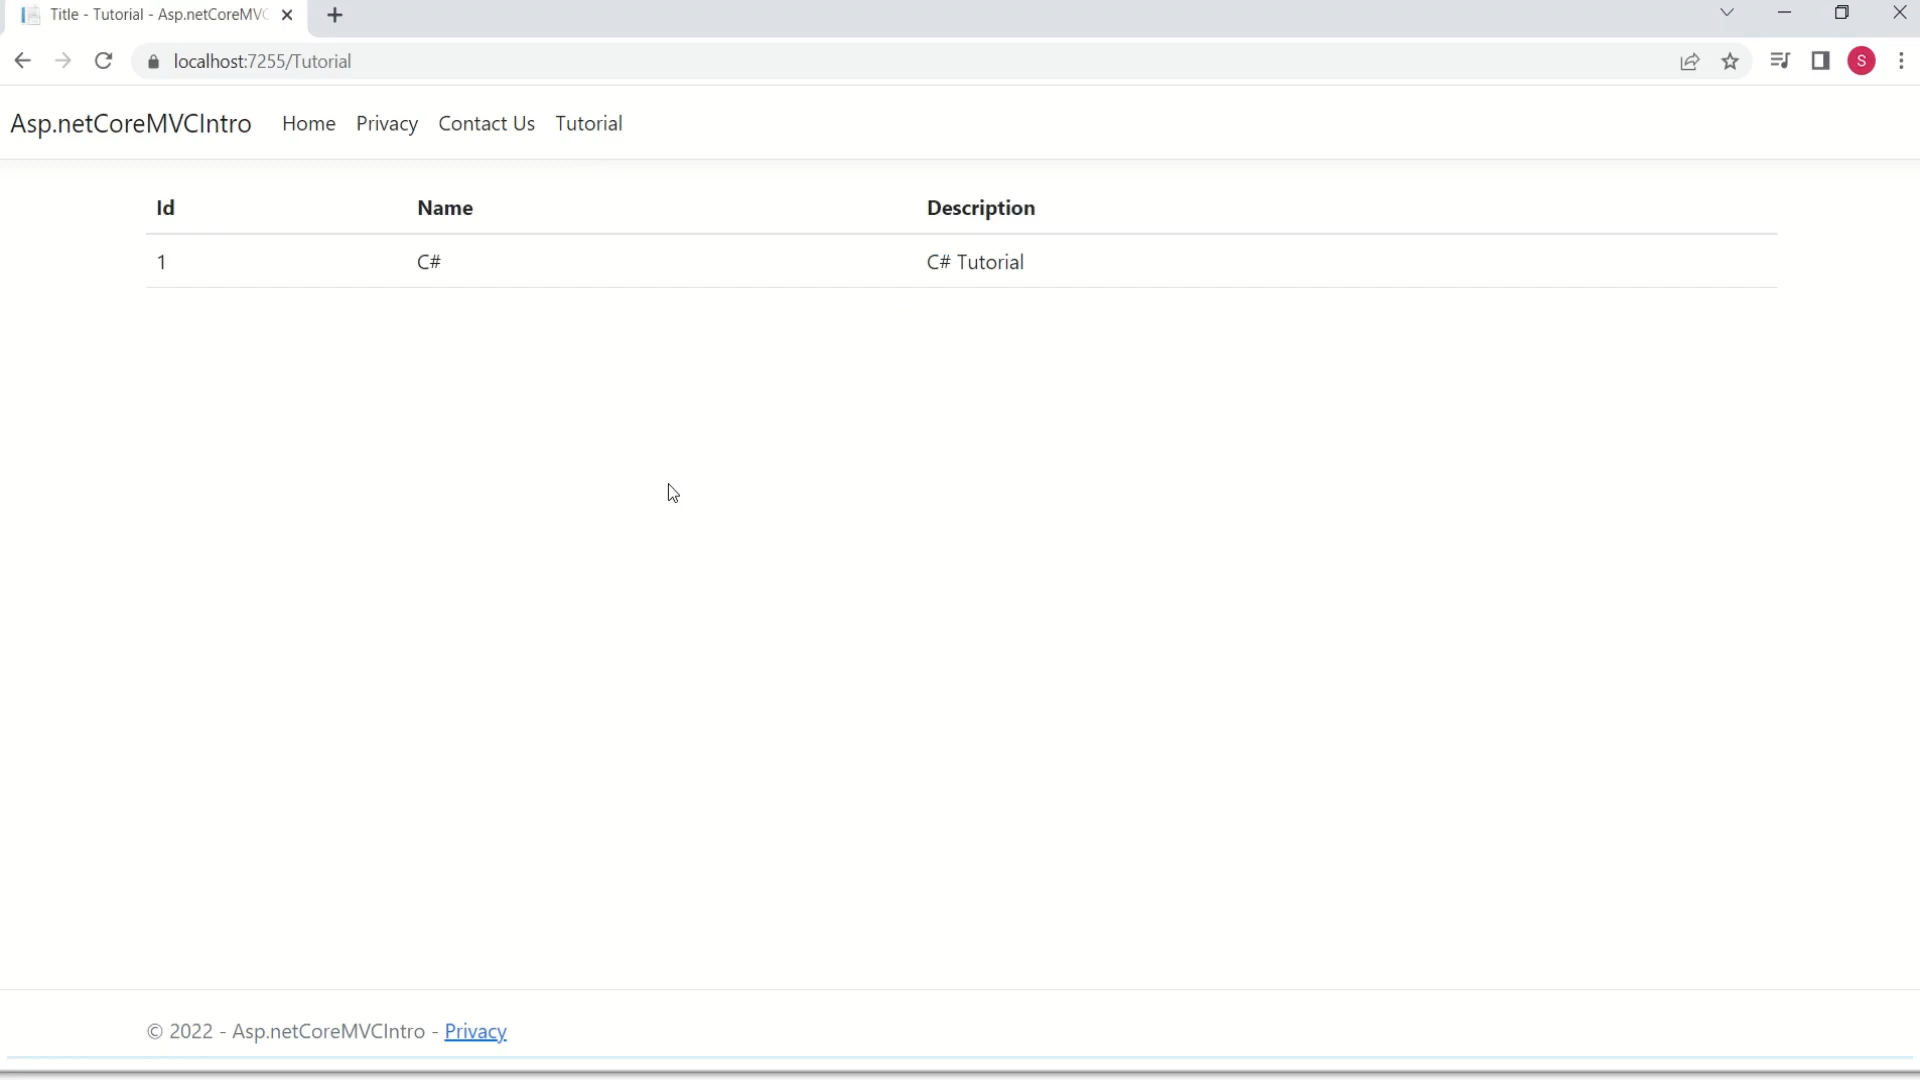 Title - Tutorial - Asp.netCoreMVC
localhost:7255/Tutorial
S
Asp.netCoreMVCIntro Home Privacy Contact Us Tutorial
Id Name Description
1 C# C# Tutorial
© 2022 - Asp.netCoreMVCIntro - Privacy